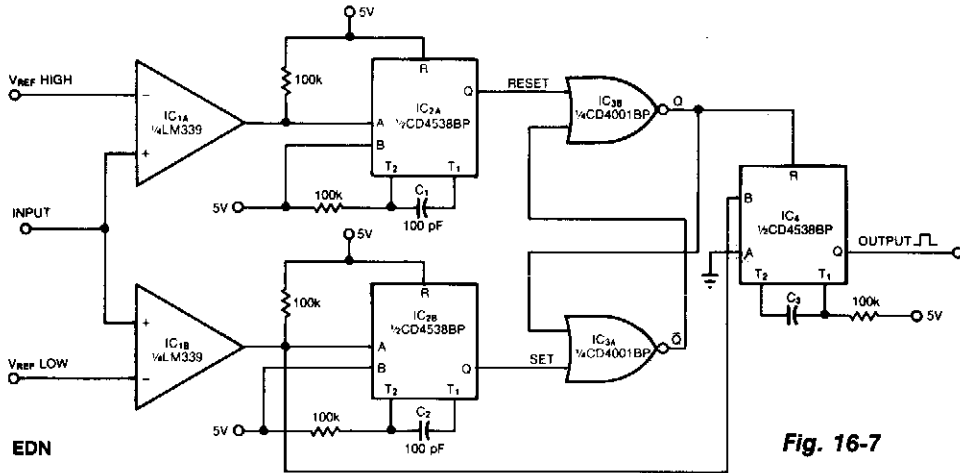 5V
VREF HIGH
−
+
IC1A
¼LM339
100k
R
IC2A
½CD4538BP
A
B
Q
T2
T1
5V
100k
C1
100 pF
RESET
IC3B
¼CD4001BP
Q
INPUT
5V
+
−
IC1B
¼LM339
VREF LOW
100k
R
IC2B
½CD4538BP
A
B
Q
T2
T1
5V
100k
C2
100 pF
SET
IC3A
¼CD4001BP
Q̄
R
B
IC4
½CD4538BP
A
Q
T2
T1
OUTPUT
C3
100k
5V
EDN
Fig. 16-7